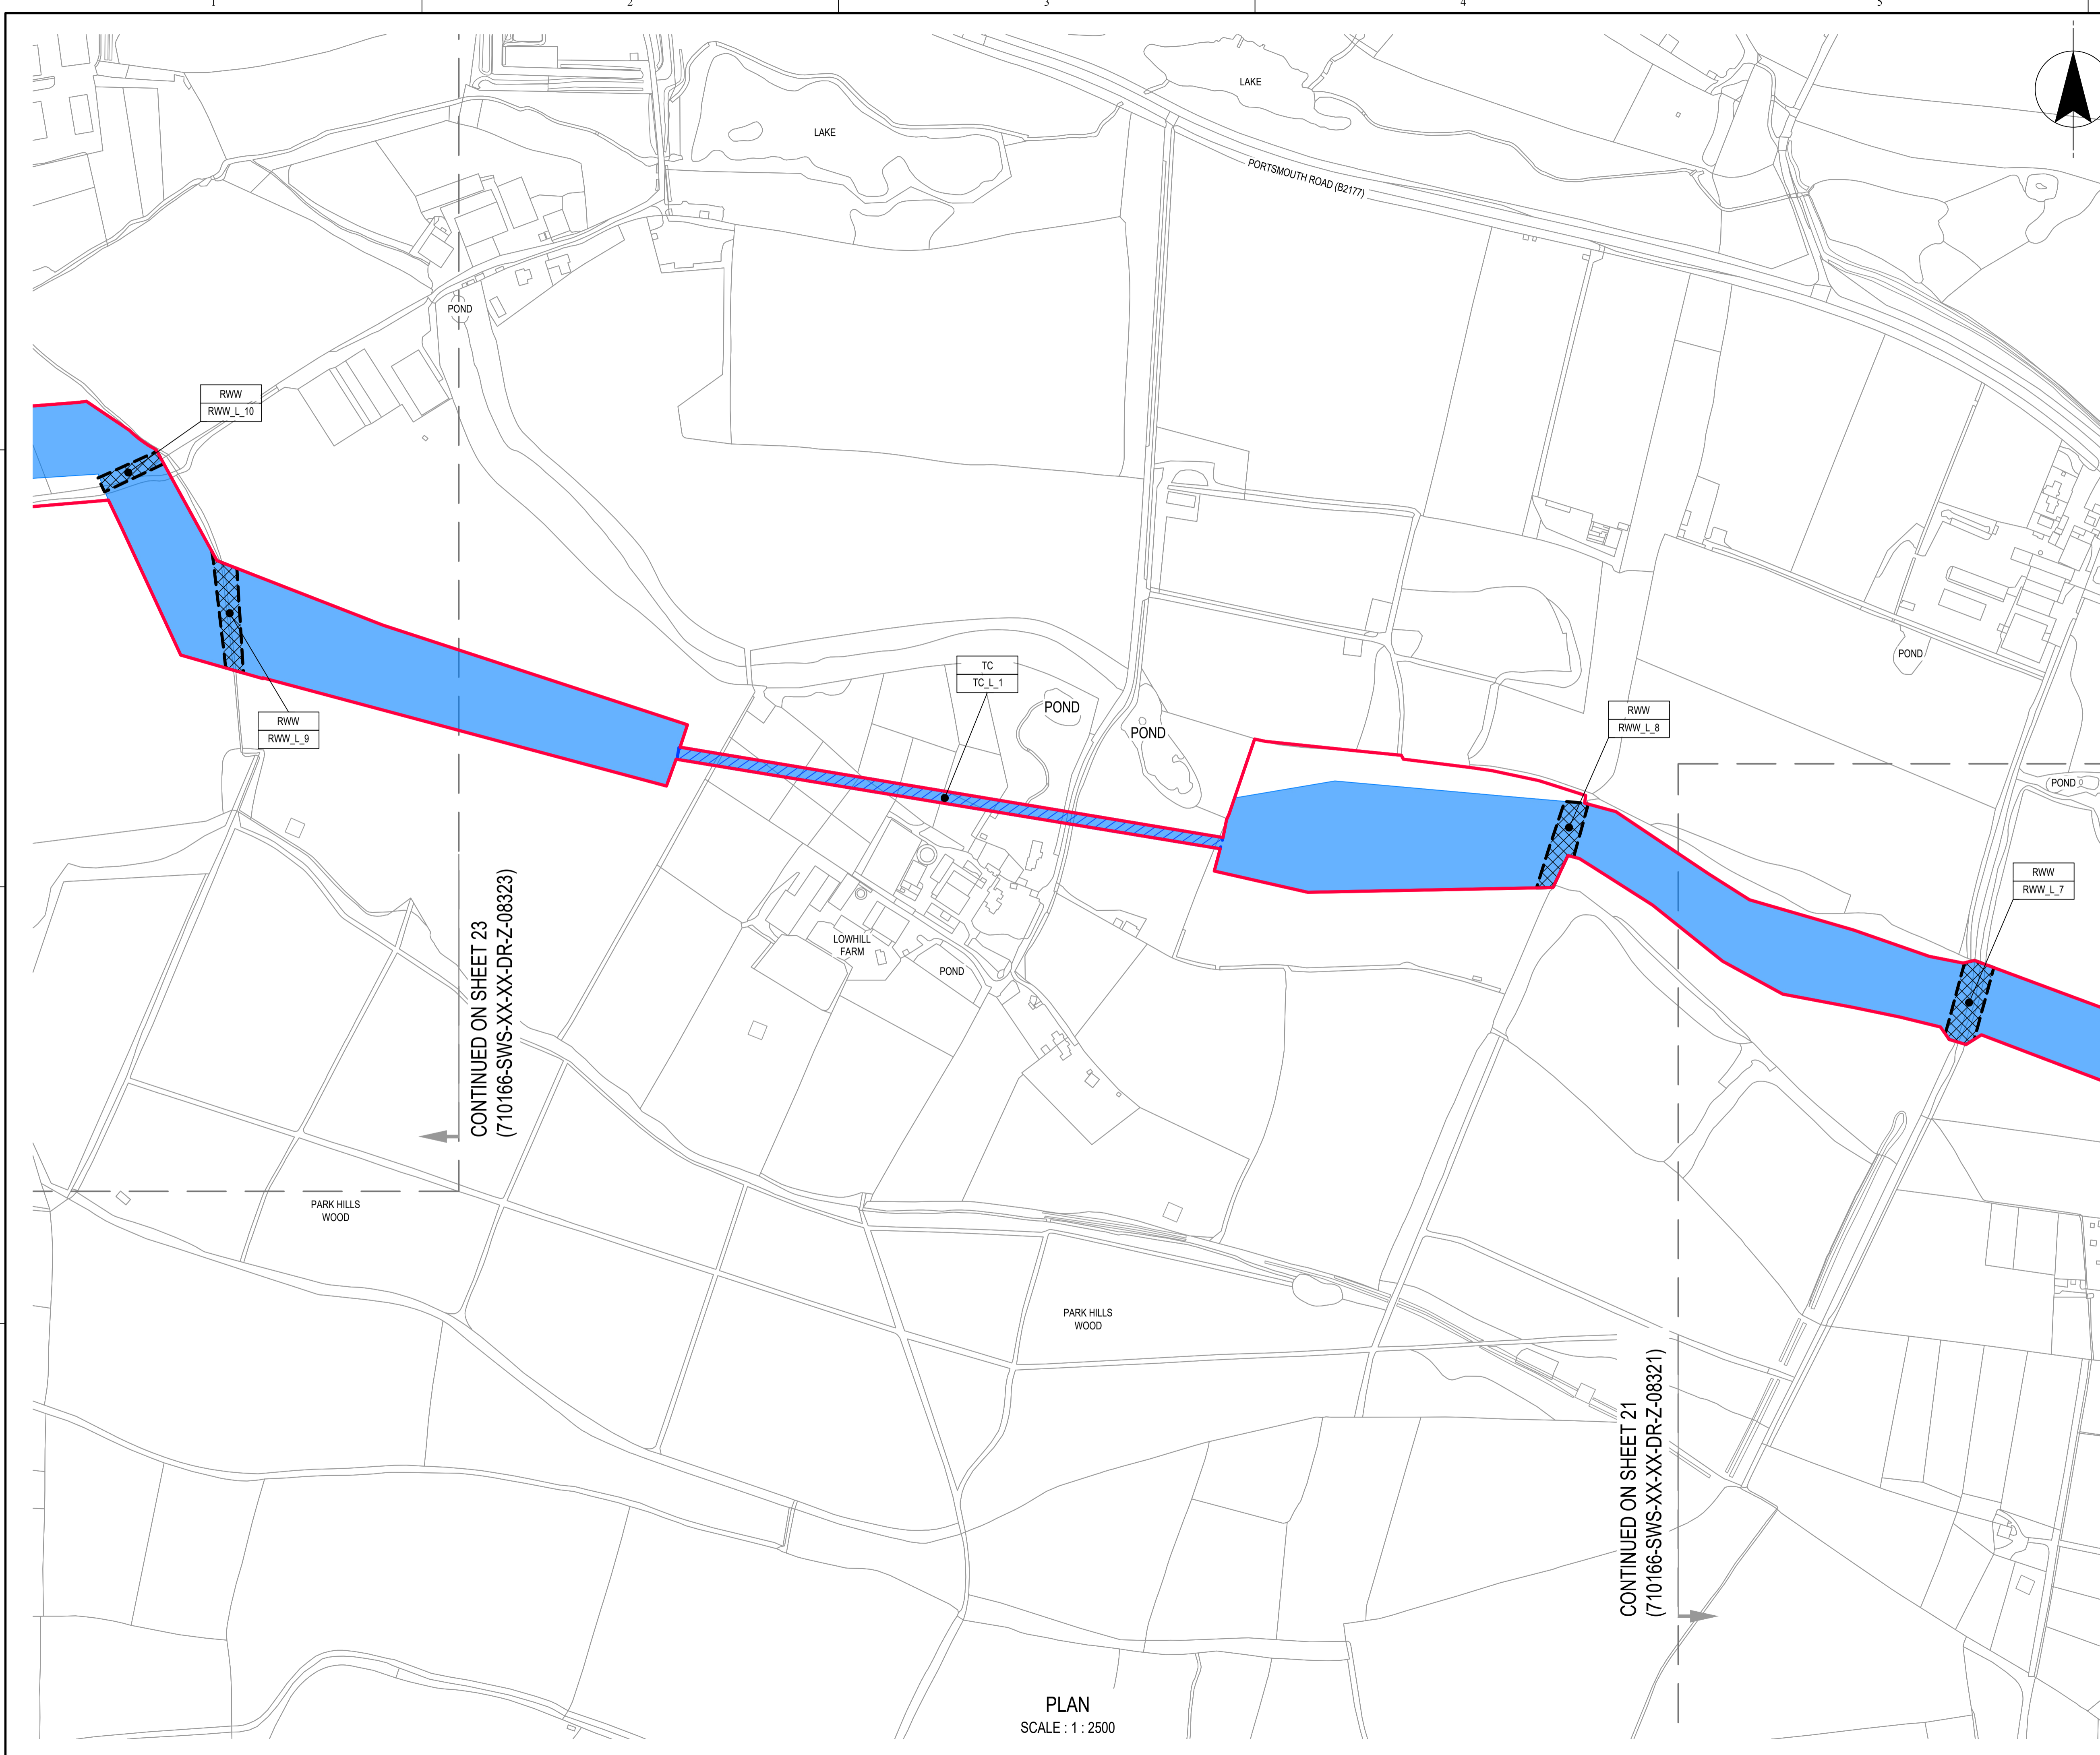 1
2
3
4
5
LAKE
LAKE
PORTSMOUTH ROAD (B2177)
POND
RWW
RWW_L_10
RWW
RWW_L_9
TC
TC_L_1
POND
POND
RWW
RWW_L_8
POND
POND
RWW
RWW_L_7
LOWHILL
FARM
POND
CONTINUED ON SHEET 23
(710166-SWS-XX-XX-DR-Z-08323)
PARK HILLS
WOOD
PARK HILLS
WOOD
CONTINUED ON SHEET 21
(710166-SWS-XX-XX-DR-Z-08321)
PLAN
SCALE : 1 : 2500